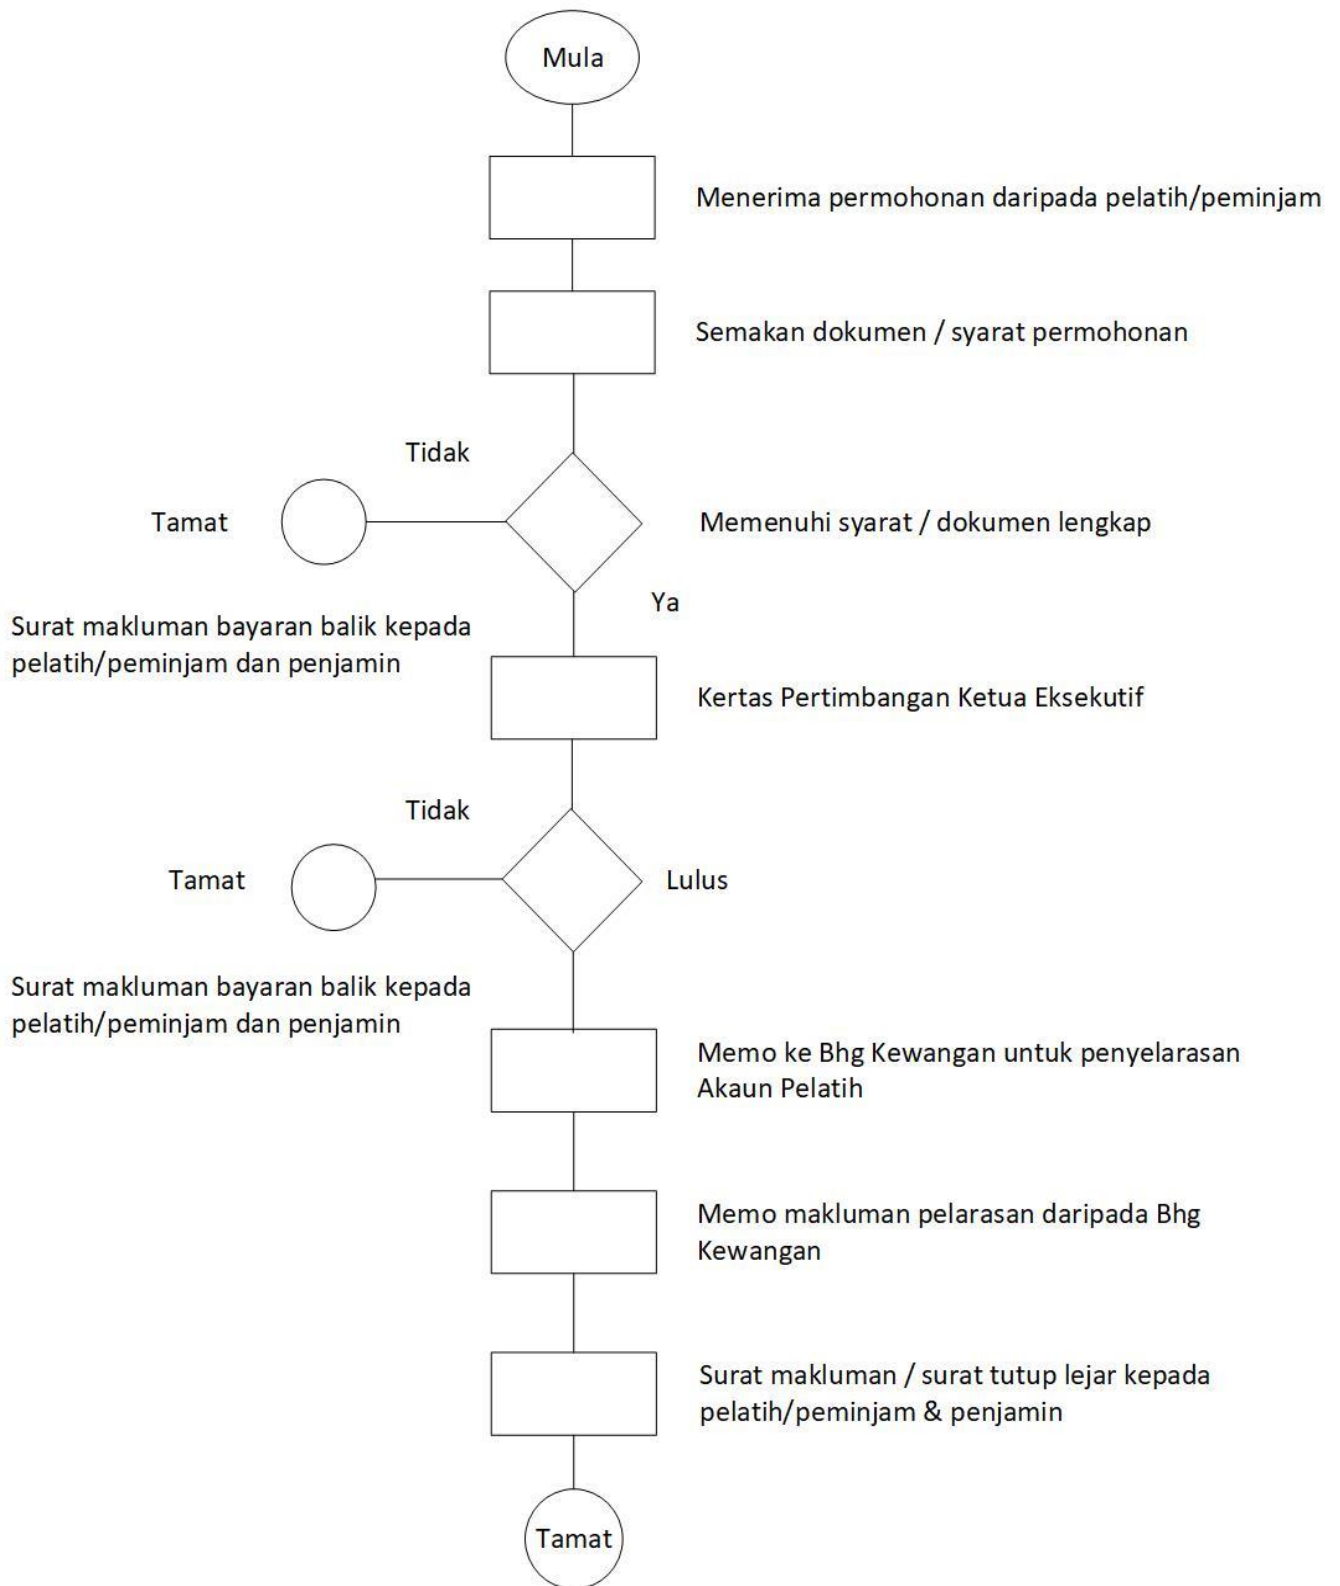 Mula
Menerima permohonan daripada pelatih/peminjam
Semakan dokumen / syarat permohonan
Tidak
Tamat
Memenuhi syarat / dokumen lengkap
Ya
Surat makluman bayaran balik kepada
pelatih/peminjam dan penjamin
Kertas Pertimbangan Ketua Eksekutif
Tidak
Tamat
Lulus
Surat makluman bayaran balik kepada
pelatih/peminjam dan penjamin
Memo ke Bhg Kewangan untuk penyelarasan
Akaun Pelatih
Memo makluman pelarasan daripada Bhg
Kewangan
Surat makluman / surat tutup lejar kepada
pelatih/peminjam & penjamin
Tamat